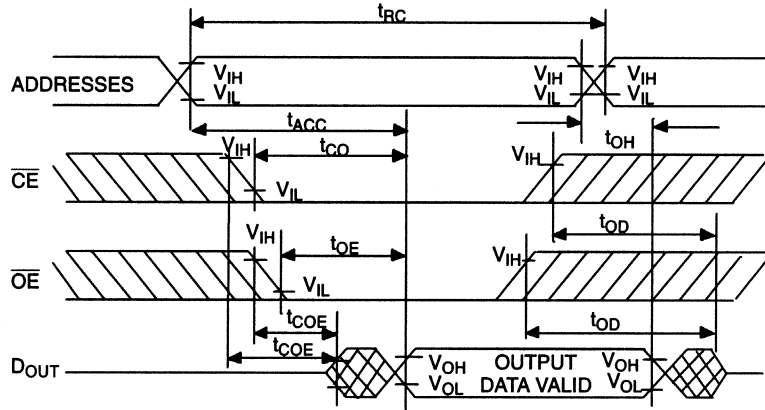 tRC
ADDRESSES
VIH
VIL
VIH
VIL
VIH
VIL
tACC
tCO
tOH
CE
VIH
VIL
VIH
tOD
OE
VIH
VIL
tOE
VIH
tCOE
tOD
tCOE
DOUT
VOH
VOL
OUTPUT
DATA VALID
VOH
VOL